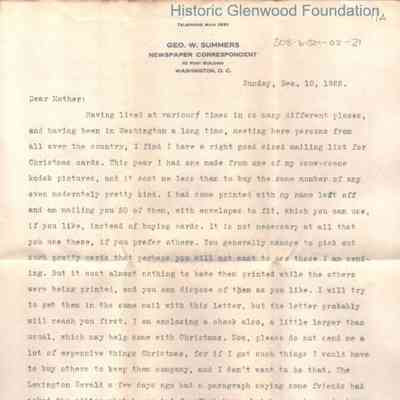 Historic Glenwood Foundation
TELEPHONE MAIN
GEO. W. SUMMERS
NEWSPAPER CORRESPONDENT
POST BUILDING
WASHINGTON, D. C.
Sunday, Dec. 10, 1922.
Dear Mother:
Having lived at various times in so many different places,
and having been in Washington a long time, meeting here persons from
all over the country, I find I have a right good sized mailing list for
Christmas cards. This year I had one made from one of my snow-scene
kodak pictures, and it cost me less than to buy the same number of any
even moderately pretty kind. I had some printed with my name left off
and am mailing you 50 of them, with envelopes to fit, which you can use,
if you like, instead of buying cards. It is not necessary at all that
you use these, if you prefer others. You generally manage to pick out
such pretty cards that perhaps you will not want to use those I am send-
ing. But it cost almost nothing to have them printed while the others
were being printed, and you can dispose of them as you like. I will try
to get them in the same mail with this letter, but the letter probably
will reach you first. I am enclosing a check also, a little larger than
usual, which may help some with Christmas. Now, please do not send me a
lot of expensive things Christmas, for if I got such things I would have
to buy others to keep them company, and I don't want to do that. The
Lexington Herald a few days ago had a paragraph saying some friends had